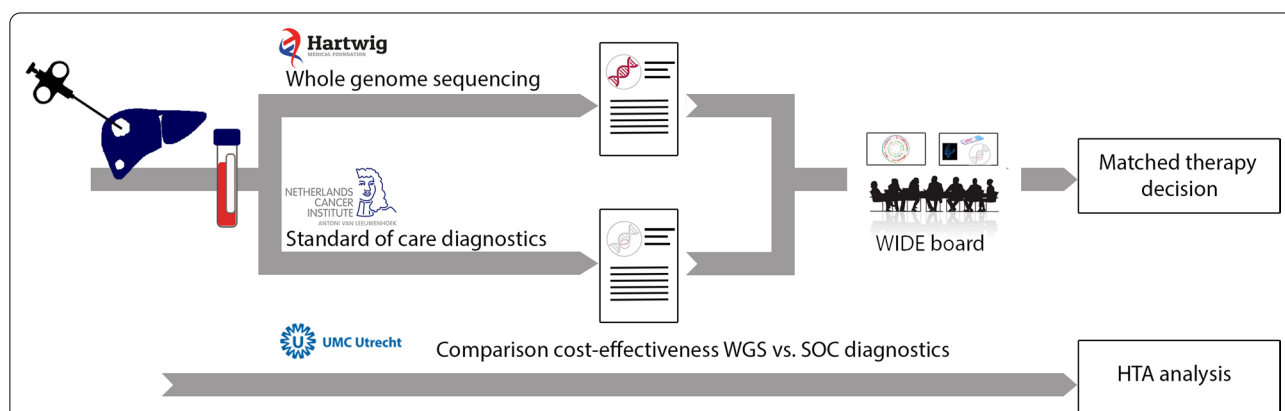 Hartwig
MEDICAL FOUNDATION
Whole genome sequencing
NETHERLANDS
CANCER
INSTITUTE
ANTONI VAN LEEUWENHOEK
Standard of care diagnostics
WIDE board
Matched therapy
decision
U
UMC Utrecht
Comparison cost-effectiveness WGS vs. SOC diagnostics
HTA analysis